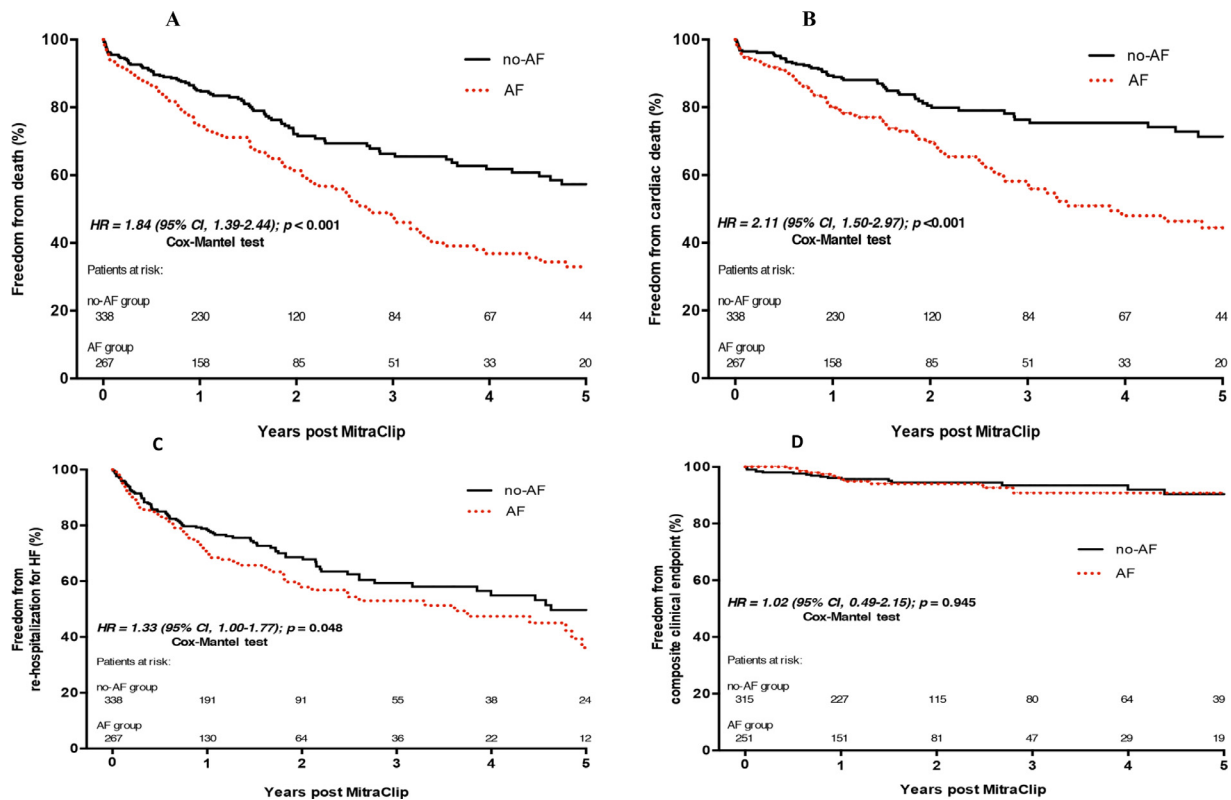 A
Freedom from death (%)
100
80
60
40
20
0
no-AF
AF
HR = 1.84 (95% CI, 1.39-2.44); p < 0.001
Cox-Mantel test
Patients at risk:
no-AF group
338 230 120 84 67 44
AF group
267 158 85 51 33 20
0 1 2 3 4 5
Years post MitraClip
B
Freedom from cardiac death (%)
100
80
60
40
20
0
no-AF
AF
HR = 2.11 (95% CI, 1.50-2.97); p <0.001
Cox-Mantel test
Patients at risk:
no-AF group
338 230 120 84 67 44
AF group
267 158 85 51 33 20
0 1 2 3 4 5
Years post MitraClip
C
Freedom from
re-hospitalization for HF (%)
100
80
60
40
20
0
no-AF
AF
HR = 1.33 (95% CI, 1.00-1.77); p = 0.048
Cox-Mantel test
Patients at risk:
no-AF group
338 191 91 55 38 24
AF group
267 130 64 36 22 12
0 1 2 3 4 5
Years post MitraClip
D
Freedom from
composite clinical endpoint (%)
100
80
60
40
20
0
no-AF
AF
HR = 1.02 (95% CI, 0.49-2.15); p = 0.945
Cox-Mantel test
Patients at risk:
no-AF group
315 227 115 80 64 39
AF group
251 151 81 47 29 19
0 1 2 3 4 5
Years post MitraClip